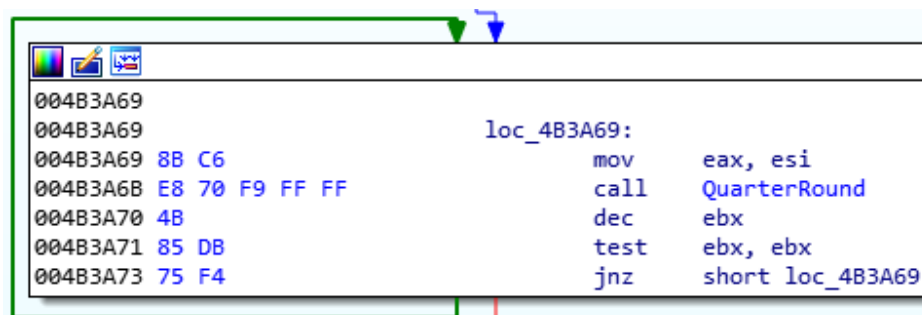 004B3A69
004B3A69 loc_4B3A69:
004B3A69 8B C6 mov eax, esi
004B3A6B E8 70 F9 FF FF call QuarterRound
004B3A70 4B dec ebx
004B3A71 85 DB test ebx, ebx
004B3A73 75 F4 jnz short loc_4B3A69